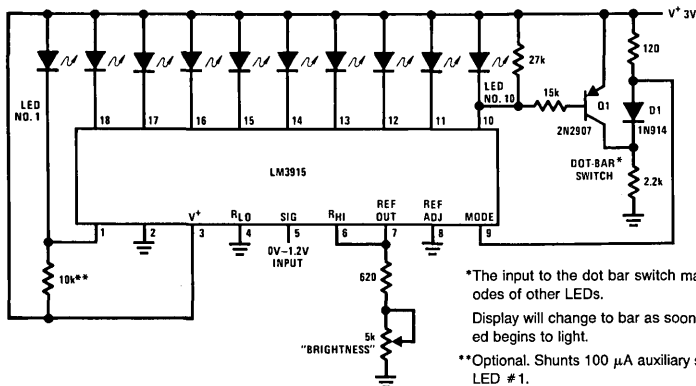 V+ 3V
120
27k
LED
NO. 10
15k
Q1
D1
2N2907
1N914
DOT-BAR*
SWITCH
2.2k
LED
NO. 1
18 17 16 15 14 13 12 11 10
LM3915
V+ RLO SIG RHI REF OUT REF ADJ MODE
1 2 3 4 5 6 7 8 9
0V–1.2V
INPUT
10k**
620
5k
"BRIGHTNESS"
*The input to the dot bar switch
odes of other LEDs.
Display will change to bar as soon
ed begins to light.
**Optional. Shunts 100 μA auxiliary
LED #1.